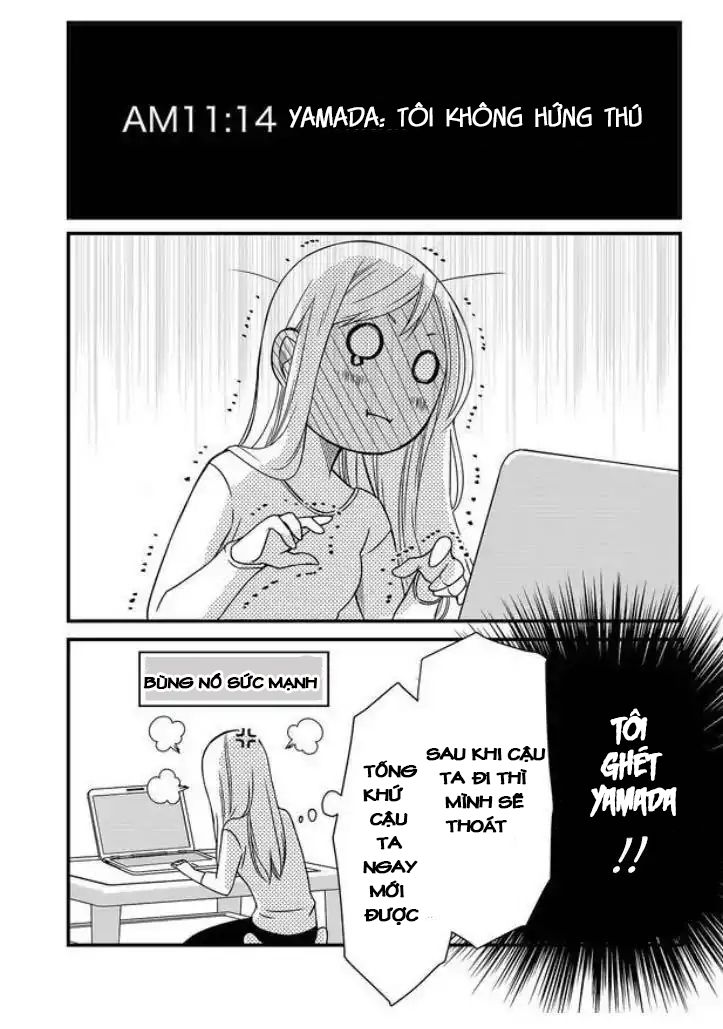 AM11:14 YAMADA: TÔI KHÔNG HỨNG THÚ
TÔI
GHÉT
YAMADA
!!
SAU KHI CẬU
TA ĐI THÌ
MÌNH SẼ
THOÁT
TỐNG
KHỨ
CẬU
TA
NGAY
MỚI
ĐƯỢC
BÙNG NỔ SỨC MẠNH